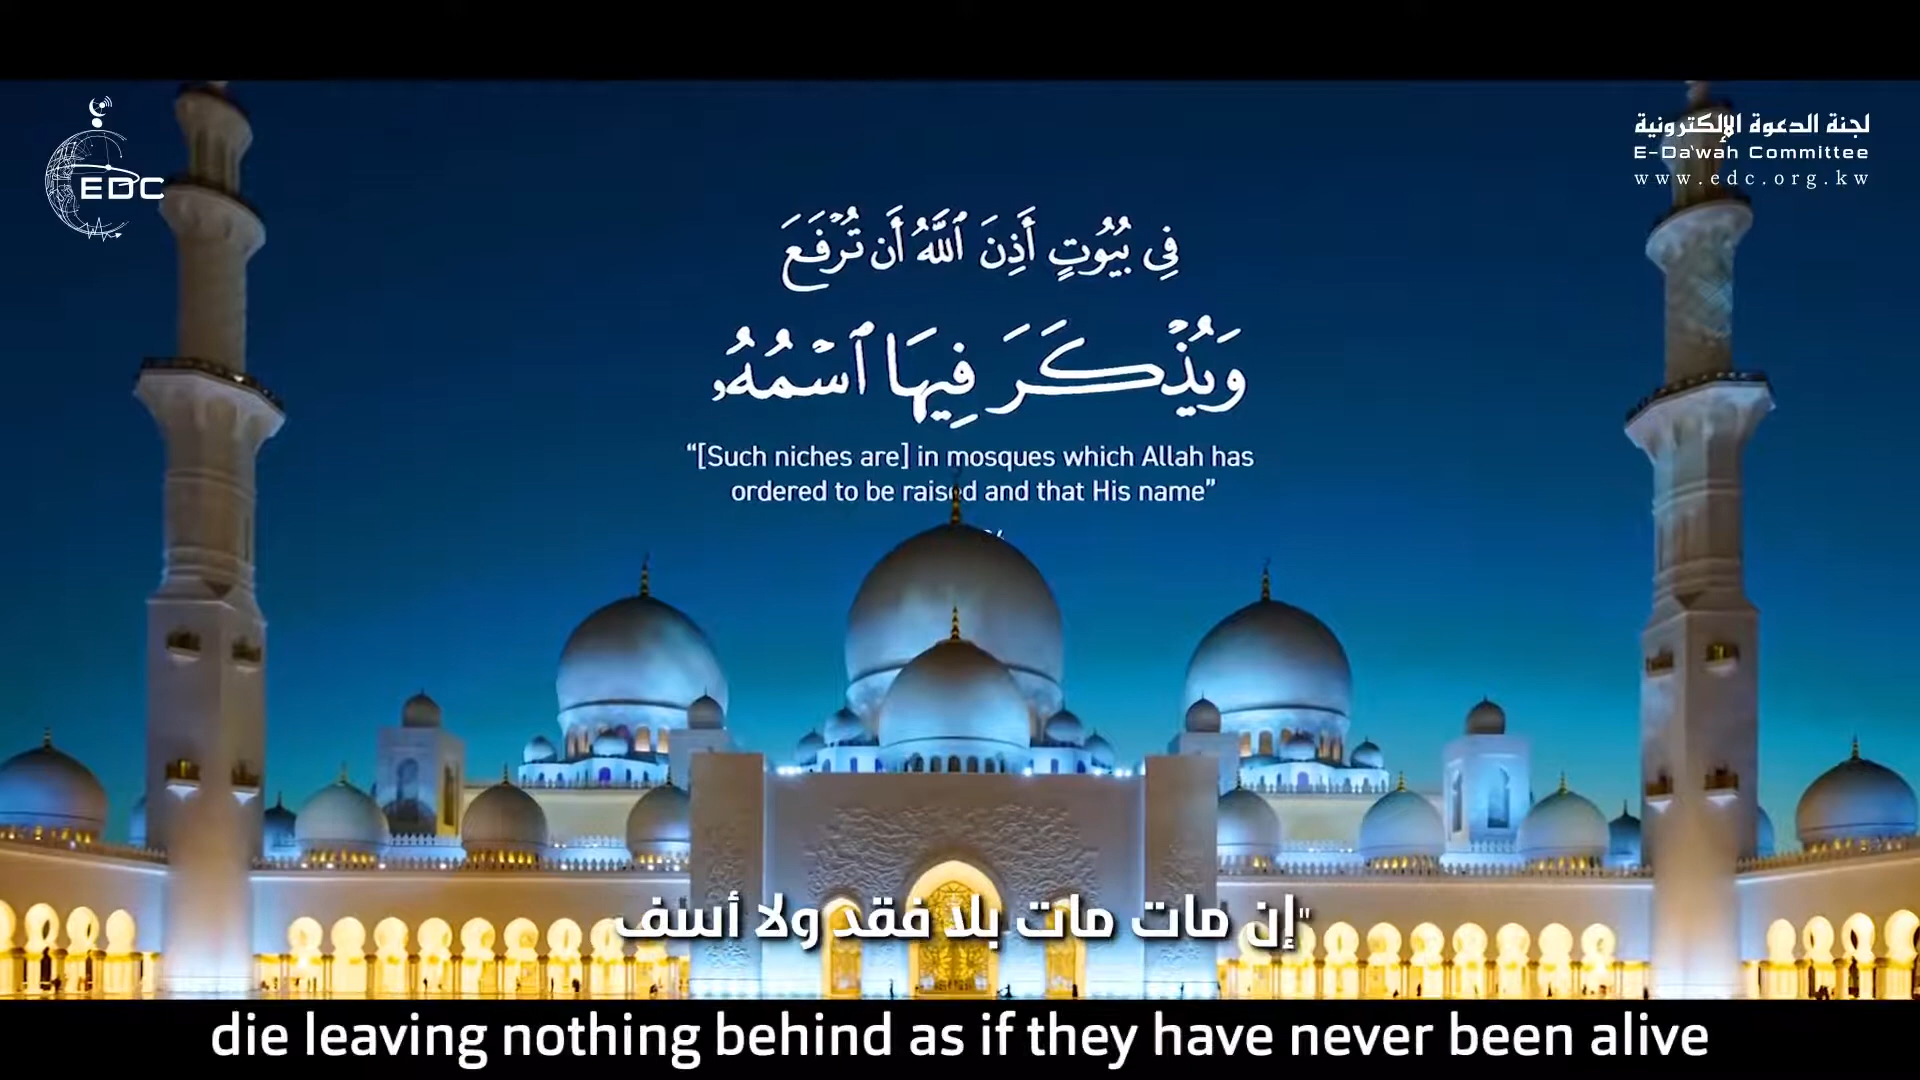 EDC
لجنة الدعوة الإلكترونية
E-Da'wah Committee
www.edc.org.kw
فِى بُيُوتٍ أَذِنَ ٱللَّهُ أَن تُرْفَعَ
وَيُذْكَرَ فِيهَا ٱسْمُهُۥ
“[Such niches are] in mosques which Allah has
ordered to be raised and that His name”
"إن مات مات بلا فقد ولا أسف
die leaving nothing behind as if they have never been alive